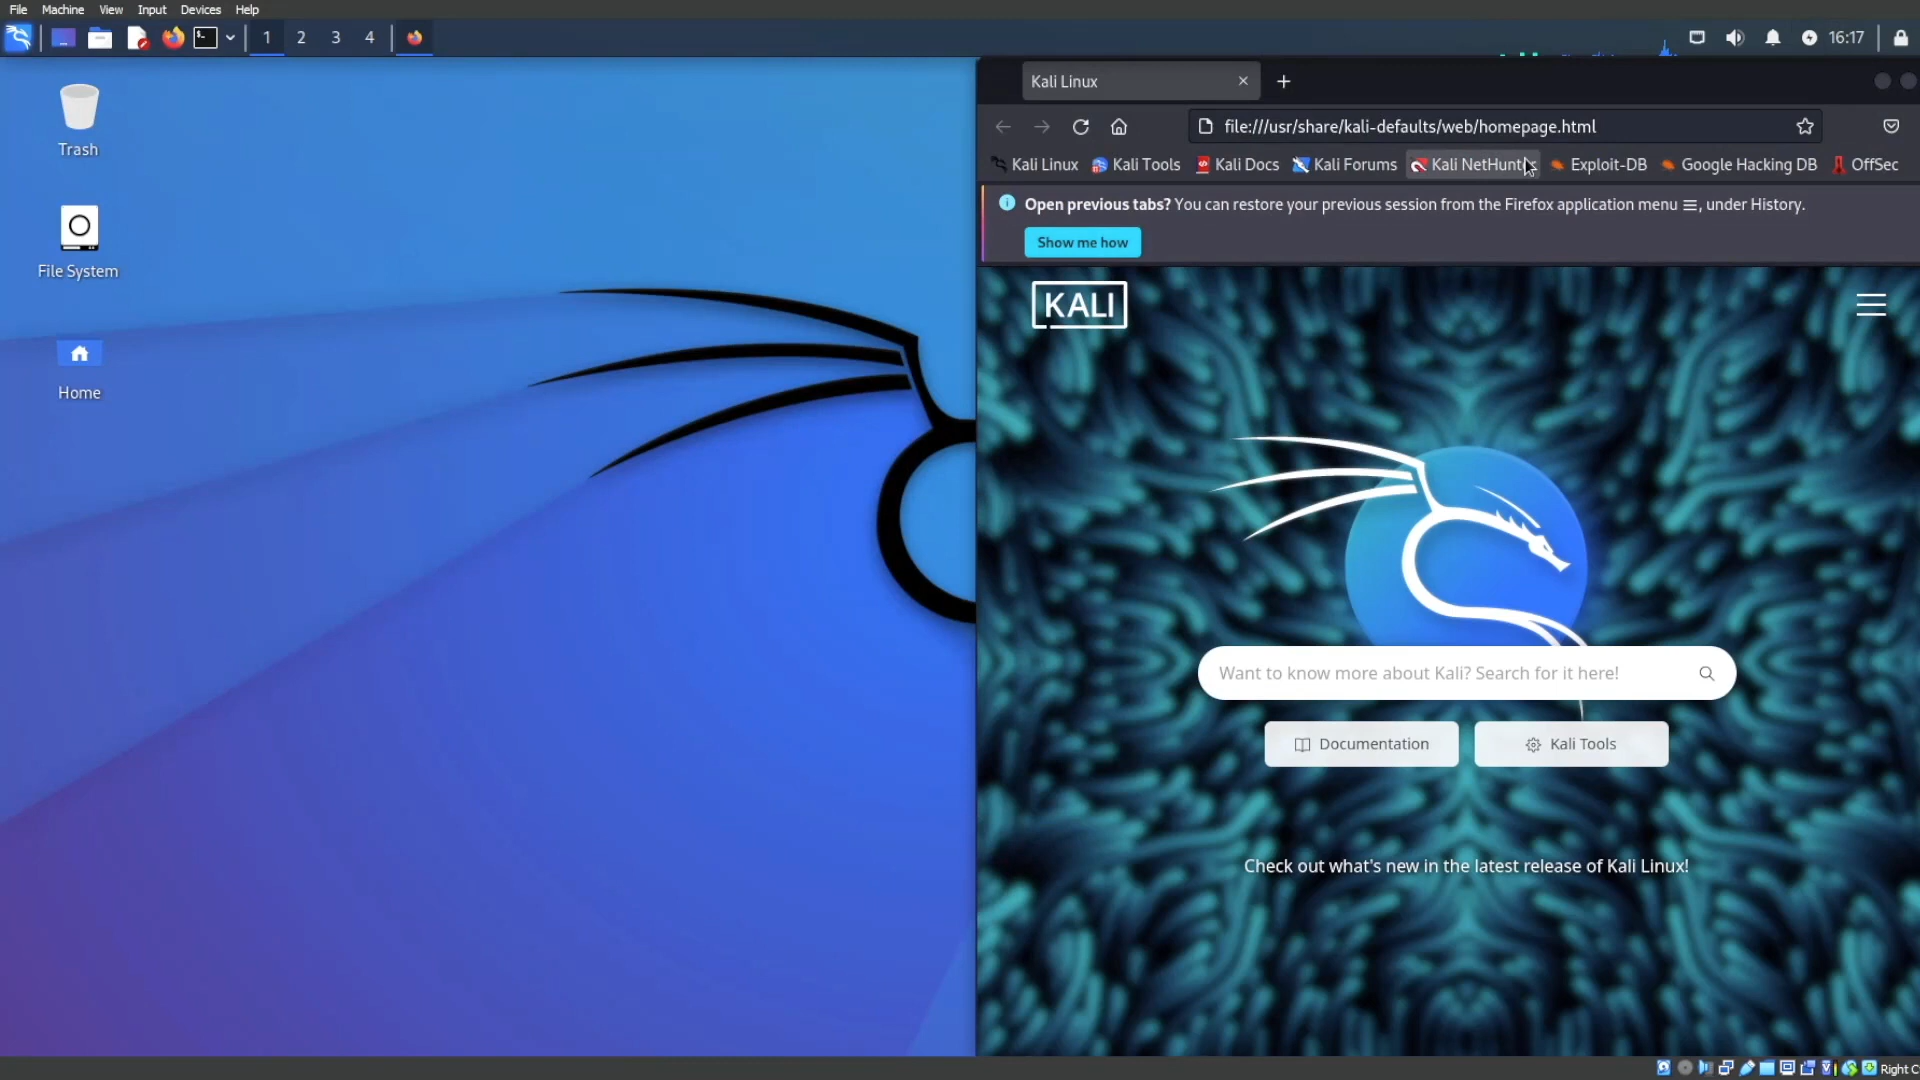 File Machine View Input Devices Help
1 2 3 4 16:17
Trash
File System
Home
Kali Linux
file:///usr/share/kali-defaults/web/homepage.html
Kali Linux Kali Tools Kali Docs Kali Forums Kali Exploit-DB Google Hacking DB OffSec
Open previous tabs? You can restore your previous session from the Firefox application menu ☰, under History.
Show me how
KALI
Want to know more about Kali? Search for it here!
Documentation Kali Tools
Check out what's new in the latest release of Kali Linux!
Right